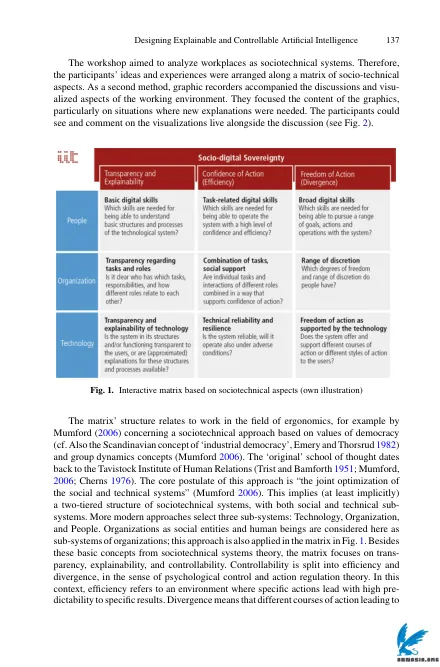 Designing Explainable and Controllable Artificial Intelligence 137
The workshop aimed to analyze workplaces as sociotechnical systems. Therefore,
the participants' ideas and experiences were arranged along a matrix of socio-technical
aspects. As a second method, graphic recorders accompanied the discussions and visu-
alized aspects of the working environment. They focused the content of the graphics,
particularly on situations where new explanations were needed. The participants could
see and comment on the visualizations live alongside the discussion (see Fig. 2).
Socio-digital Sovereignty
Transparency and
Explainability
Confidence of Action
(Efficiency)
Freedom of Action
(Divergence)
People
Basic digital skills
Which skills are needed for
being able to understand
basic structures and processes
of the technological system?
Task-related digital skills
Which skills are needed for
being able to operate the
system with a high level of
confidence and efficiency?
Broad digital skills
Which skills are needed for
being able to pursue a range
of goals, actions and
operations with the system?
Organization
Transparency regarding
tasks and roles
Is it clear who has which tasks,
responsibilities, and how
different roles relate to each
other?
Combination of tasks,
social support
Are individual tasks and
interactions of different roles
combined in a way that
supports confidence of action?
Range of discretion
Which degrees of freedom
and range of discretion do
people have?
Technology
Transparency and
explainability of technology
Is the system in its structures
and/or functioning transparent to
the users, or are (approximated)
explanations for these structures
and processes available?
Technical reliability and
resilience
Is the system reliable, will it
operate also under adverse
conditions?
Freedom of action as
supported by the technology
Does the system offer and
support different courses of
action or different styles of action
to the users?
Fig. 1. Interactive matrix based on sociotechnical aspects (own illustration)
The matrix' structure relates to work in the field of ergonomics, for example by
Mumford (2006) concerning a sociotechnical approach based on values of democracy
(cf. Also the Scandinavian concept of 'industrial democracy', Emery and Thorsrud 1982)
and group dynamics concepts (Mumford 2006). The 'original' school of thought dates
back to the Tavistock Institute of Human Relations (Trist and Bamforth 1951; Mumford,
2006; Cherns 1976). The core postulate of this approach is "the joint optimization of
the social and technical systems" (Mumford 2006). This implies (at least implicitly)
a two-tiered structure of sociotechnical systems, with both social and technical sub-
systems. More modern approaches select three sub-systems: Technology, Organization,
and People. Organizations as social entities and human beings are considered here as
sub-systems of organizations; this approach is also applied in the matrix in Fig. 1. Besides
these basic concepts from sociotechnical systems theory, the matrix focuses on trans-
parency, explainability, and controllability. Controllability is split into efficiency and
divergence, in the sense of psychological control and action regulation theory. In this
context, efficiency refers to an environment where specific actions lead with high pre-
dictability to specific results. Divergence means that different courses of action leading to